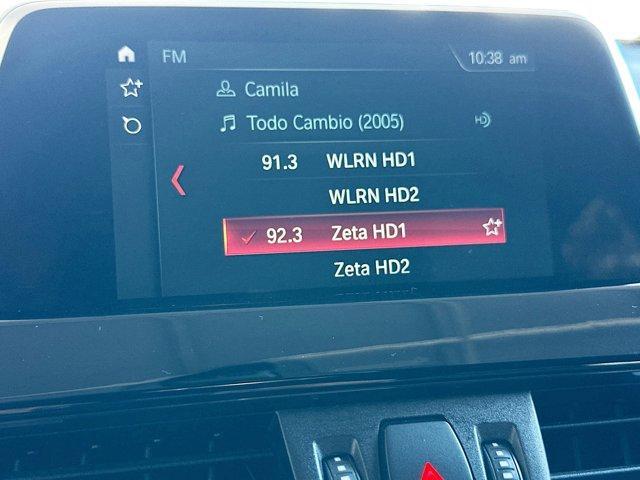 FM 10:38 am
Camila
Todo Cambio (2005) HD
91.3 WLRN HD1
WLRN HD2
92.3 Zeta HD1
Zeta HD2